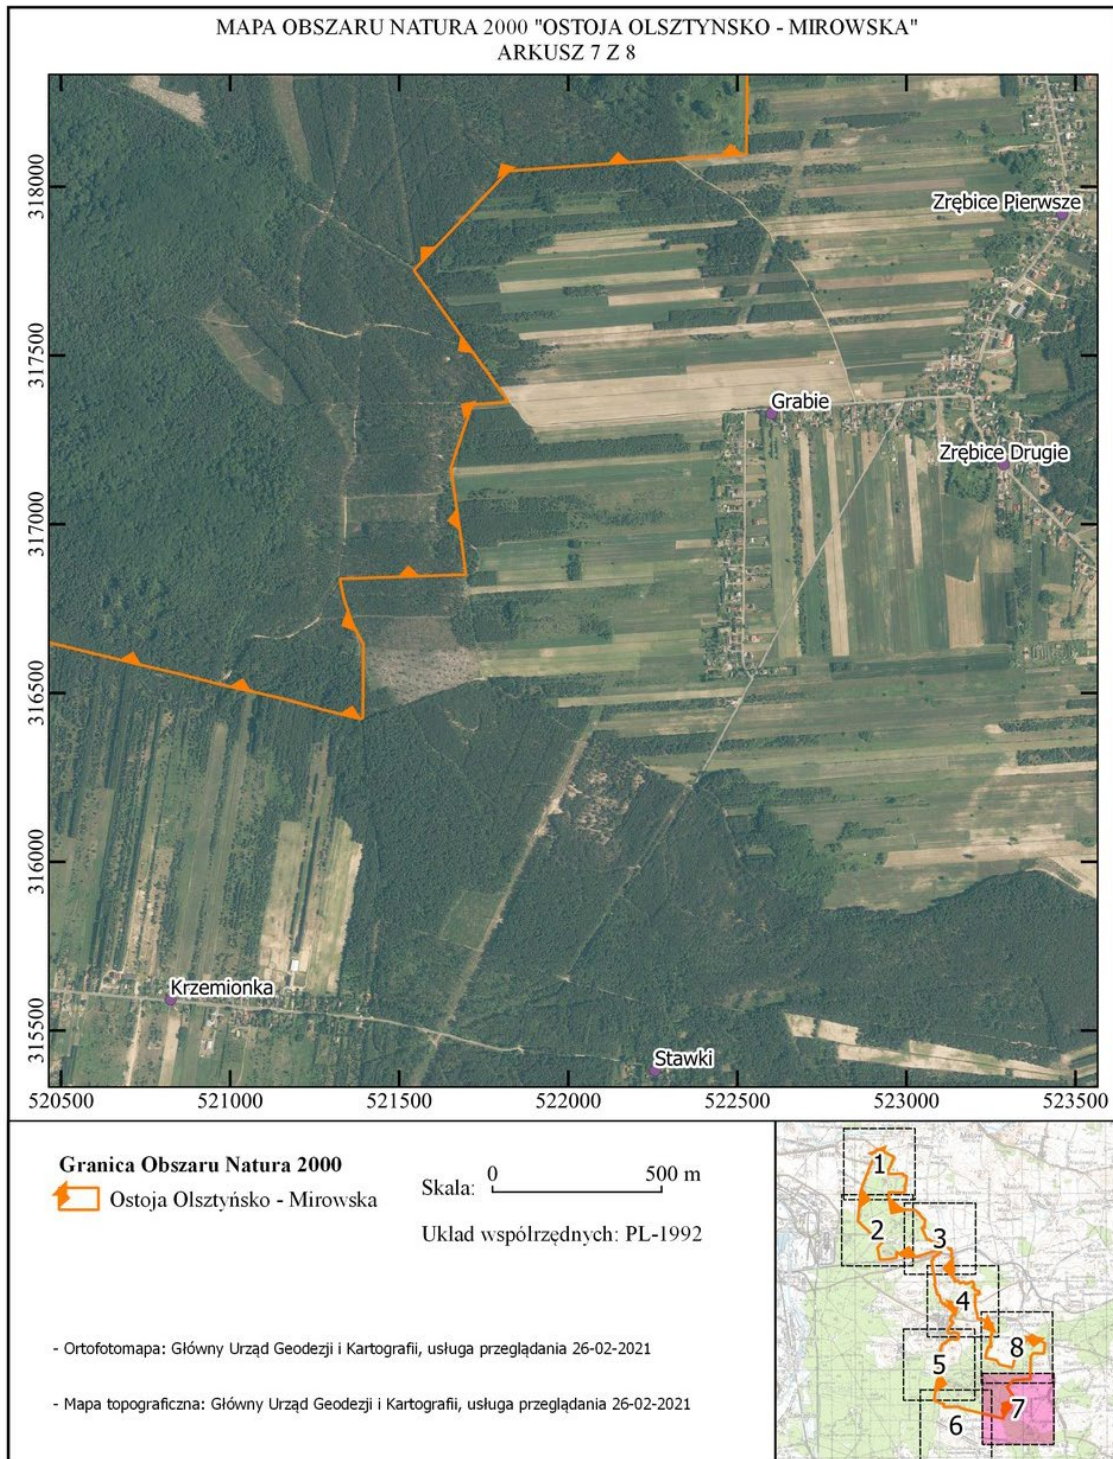 MAPA OBSZARU NATURA 2000 "OSTOJA OLSZTYNSKO - MIROWSKA"
ARKUSZ 7 Z 8
318000
317500
317000
316500
316000
315500
Zrębice Pierwsze
Grabie
Zrębice Drugie
Krzemionka
Stawki
520500 521000 521500 522000 522500 523000 523500
Granica Obszaru Natura 2000
Ostoja Olsztyńsko - Mirowska
Skala: 0 500 m
Układ współrzędnych: PL-1992
- Ortofotomapa: Główny Urząd Geodezji i Kartografii, usługa przeglądania 26-02-2021
- Mapa topograficzna: Główny Urząd Geodezji i Kartografii, usługa przeglądania 26-02-2021
1
2
3
4
5
8
6
7